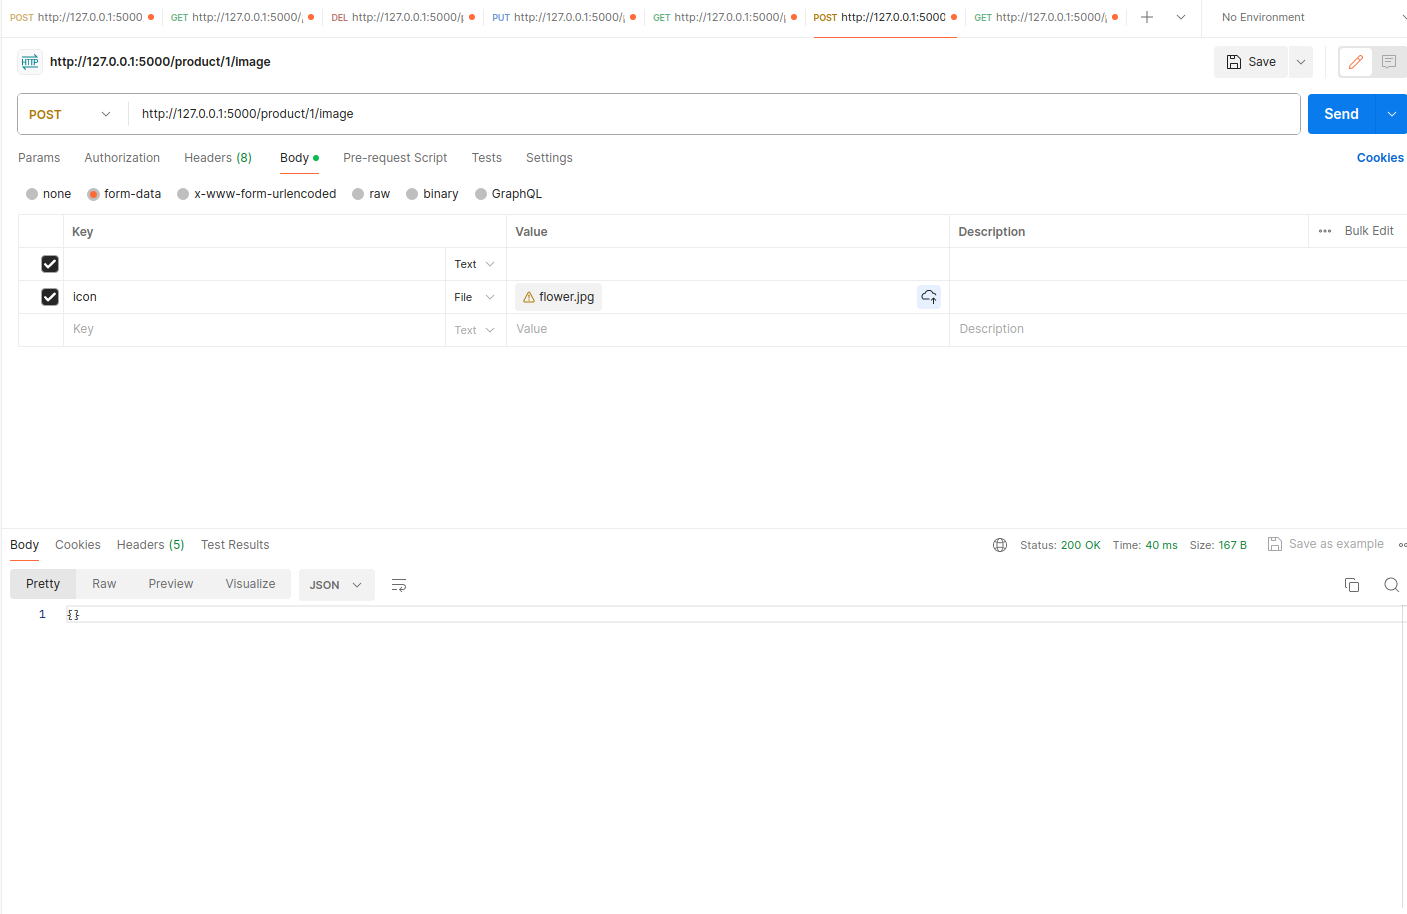 POST http://127.0.0.1:5000 GET http://127.0.0.1:5000/ DEL http://127.0.0.1:5000/ PUT http://127.0.0.1:5000/ GET http://127.0.0.1:5000/ POST http://127.0.0.1:5000 GET http://127.0.0.1:5000/ No Environment
HTTP http://127.0.0.1:5000/product/1/image Save
POST http://127.0.0.1:5000/product/1/image Send
Params Authorization Headers (8) Body Pre-request Script Tests Settings Cookies
none form-data x-www-form-urlencoded raw binary GraphQL
Key Value Description Bulk Edit
Text
icon File flower.jpg
Key Text Value Description
Body Cookies Headers (5) Test Results Status: 200 OK Time: 40 ms Size: 167 B Save as example
Pretty Raw Preview Visualize JSON
1 {}